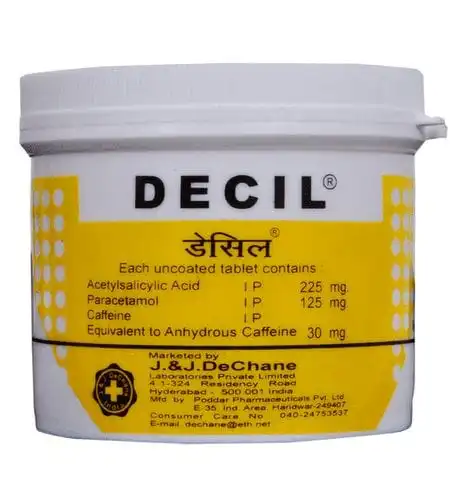 DECIL®
डेसिल®
Each uncoated tablet contains :
Acetylsalicylic Acid I P 225 mg.
Paracetamol I P 125 mg.
Caffeine I P
Equivalent to Anhydrous Caffeine 30 mg
Marketed by
J.&J.DeChane
Laboratories Private Limited
4-1-324 Residency Road
Hyderabad - 500 001 India
Mfd by Poddar Pharmaceuticals Pvt. Ltd.
E-35, Ind. Area, Haridwar-249407
Consumer Care No 040-24753537
E-mail. dechane@eth.net
J. & J. DeChane
India